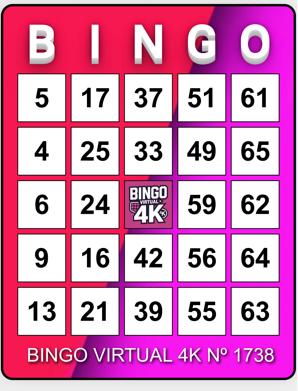 B I N G O
5 17 37 51 61
4 25 33 49 65
6 24 BINGO VIRTUAL 4K 59 62
9 16 42 56 64
13 21 39 55 63
BINGO VIRTUAL 4K Nº 1738